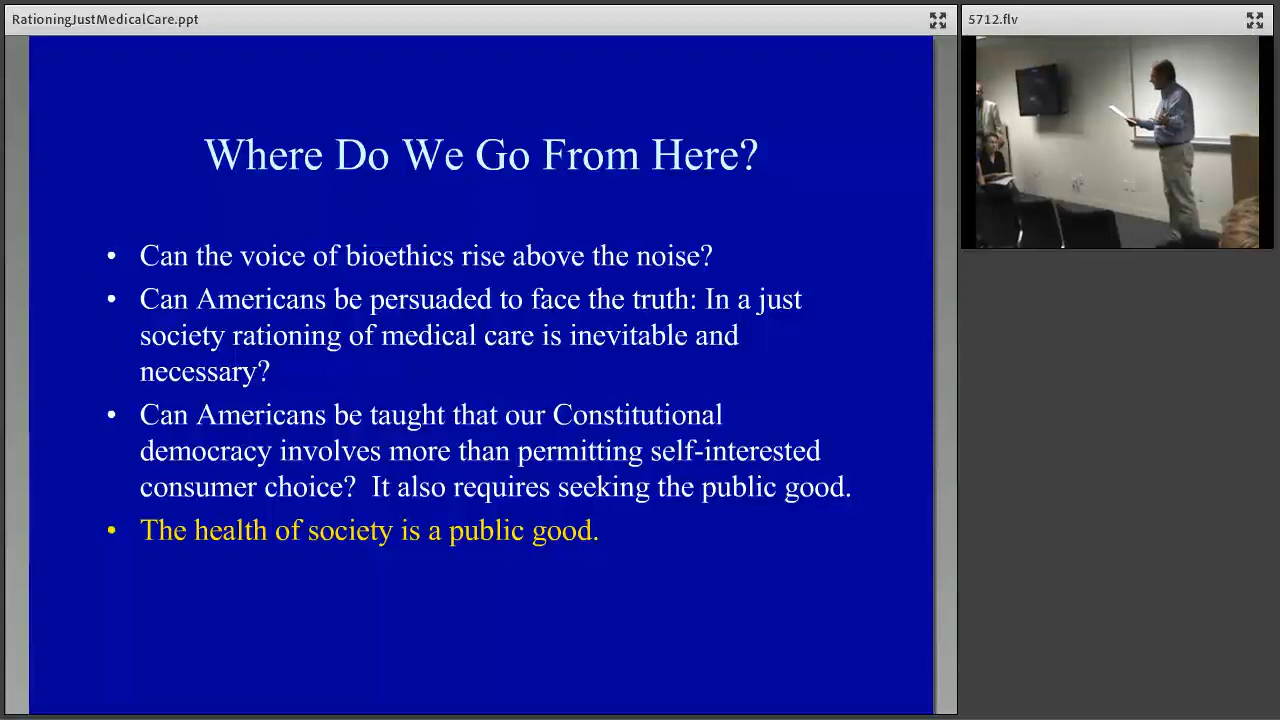 RationingJustMedicalCare.ppt
5712.flv
Where Do We Go From Here?
• Can the voice of bioethics rise above the noise?
• Can Americans be persuaded to face the truth: In a just
society rationing of medical care is inevitable and
necessary?
• Can Americans be taught that our Constitutional
democracy involves more than permitting self-interested
consumer choice?  It also requires seeking the public good.
• The health of society is a public good.